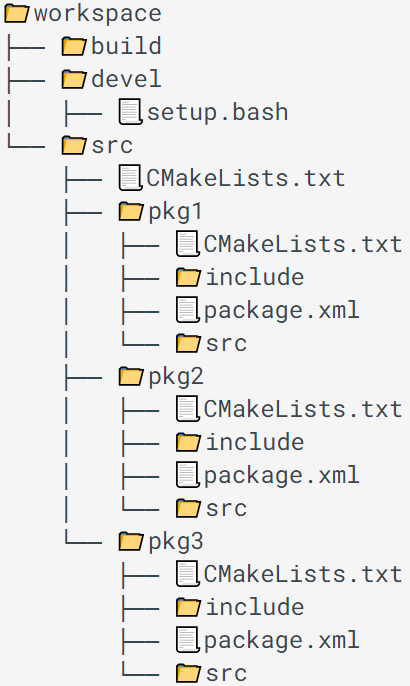 workspace
build
devel
setup.bash
src
CMakeLists.txt
pkg1
CMakeLists.txt
include
package.xml
src
pkg2
CMakeLists.txt
include
package.xml
src
pkg3
CMakeLists.txt
include
package.xml
src